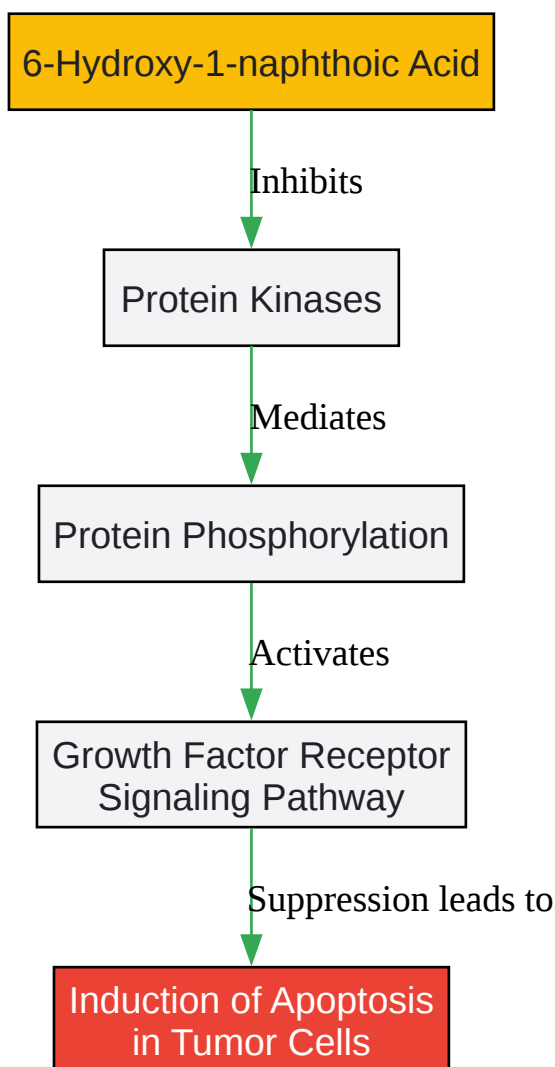 6-Hydroxy-1-naphthoic Acid
Inhibits
Protein Kinases
Mediates
Protein Phosphorylation
Activates
Growth Factor Receptor
Signaling Pathway
Suppression leads to
Induction of Apoptosis
in Tumor Cells